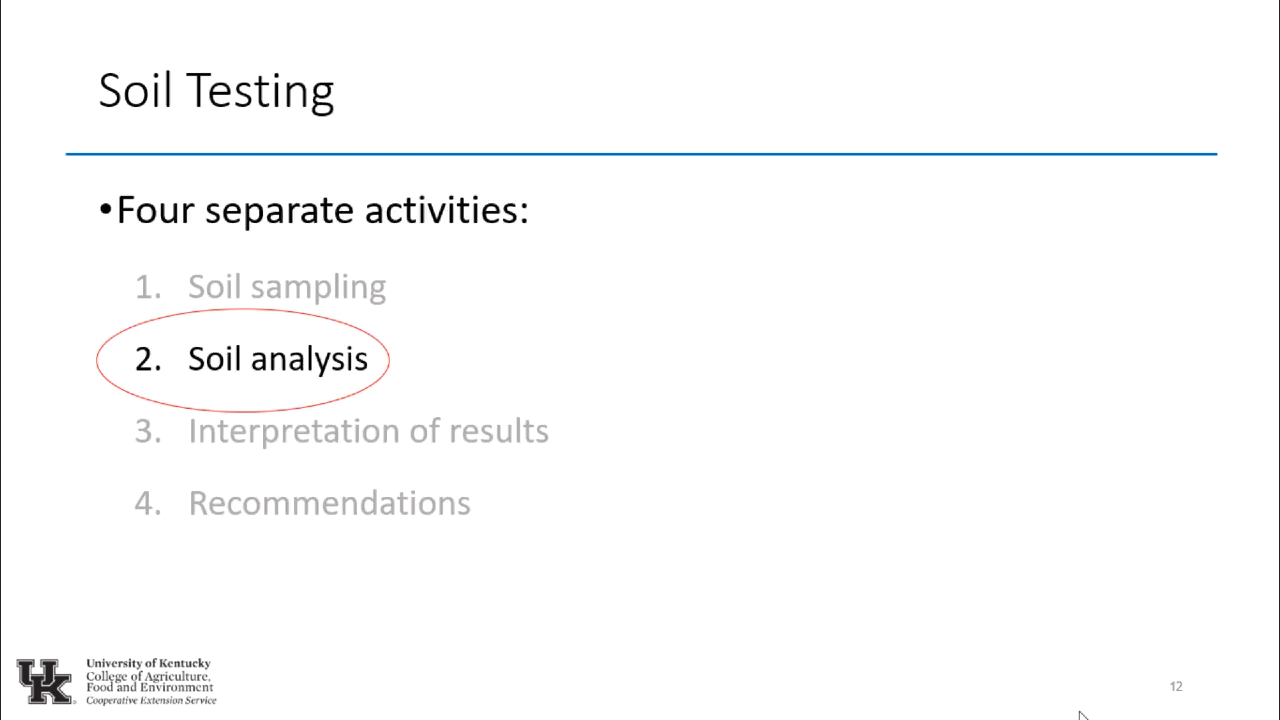 Soil Testing
•Four separate activities:
1. Soil sampling
2. Soil analysis
3. Interpretation of results
4. Recommendations
UK
University of Kentucky
College of Agriculture,
Food and Environment
Cooperative Extension Service
12